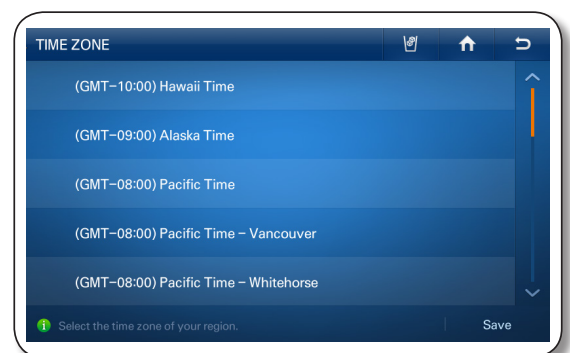 TIME ZONE
(GMT-10:00) Hawaii Time
(GMT-09:00) Alaska Time
(GMT-08:00) Pacific Time
(GMT-08:00) Pacific Time - Vancouver
(GMT-08:00) Pacific Time - Whitehorse
Select the time zone of your region.
Save